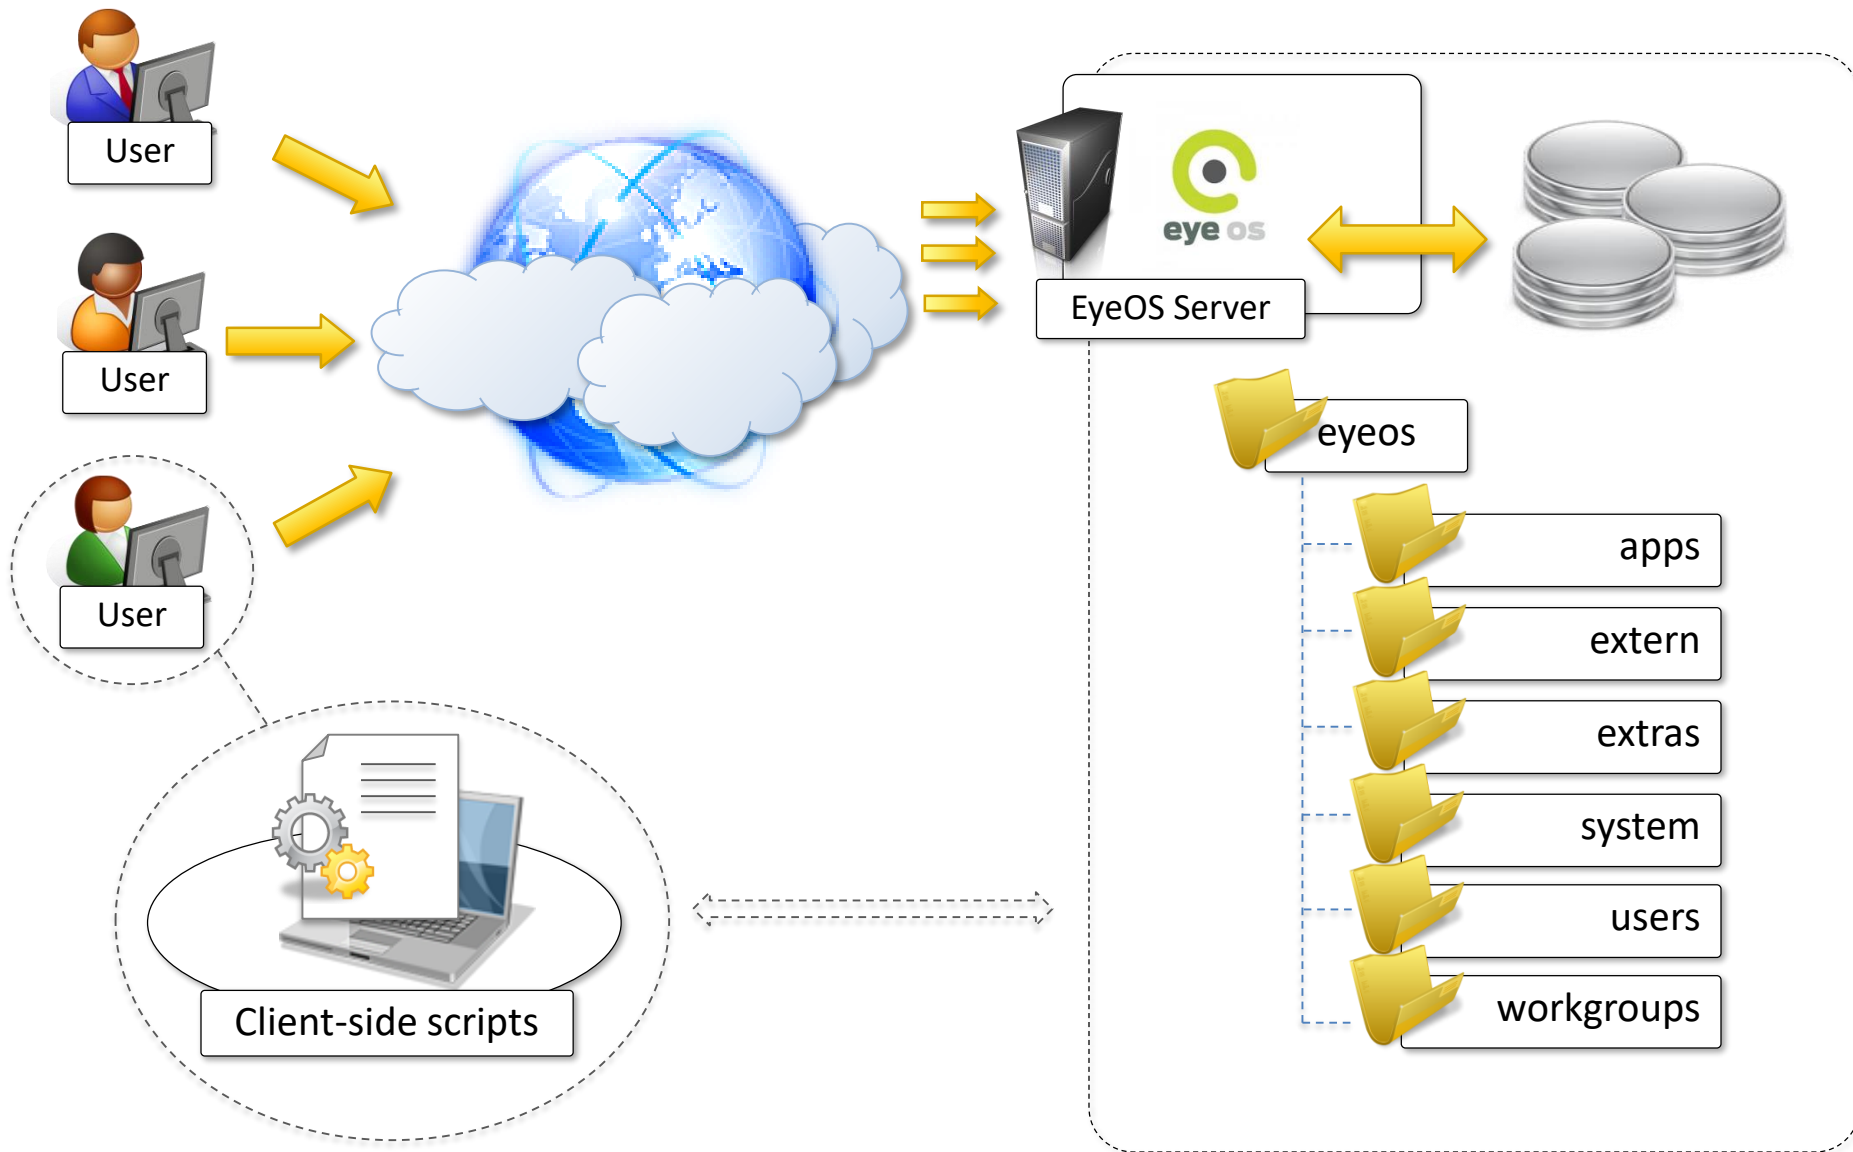 User
User
User
Client-side scripts
eye os
EyeOS Server
eyeos
apps
extern
extras
system
users
workgroups